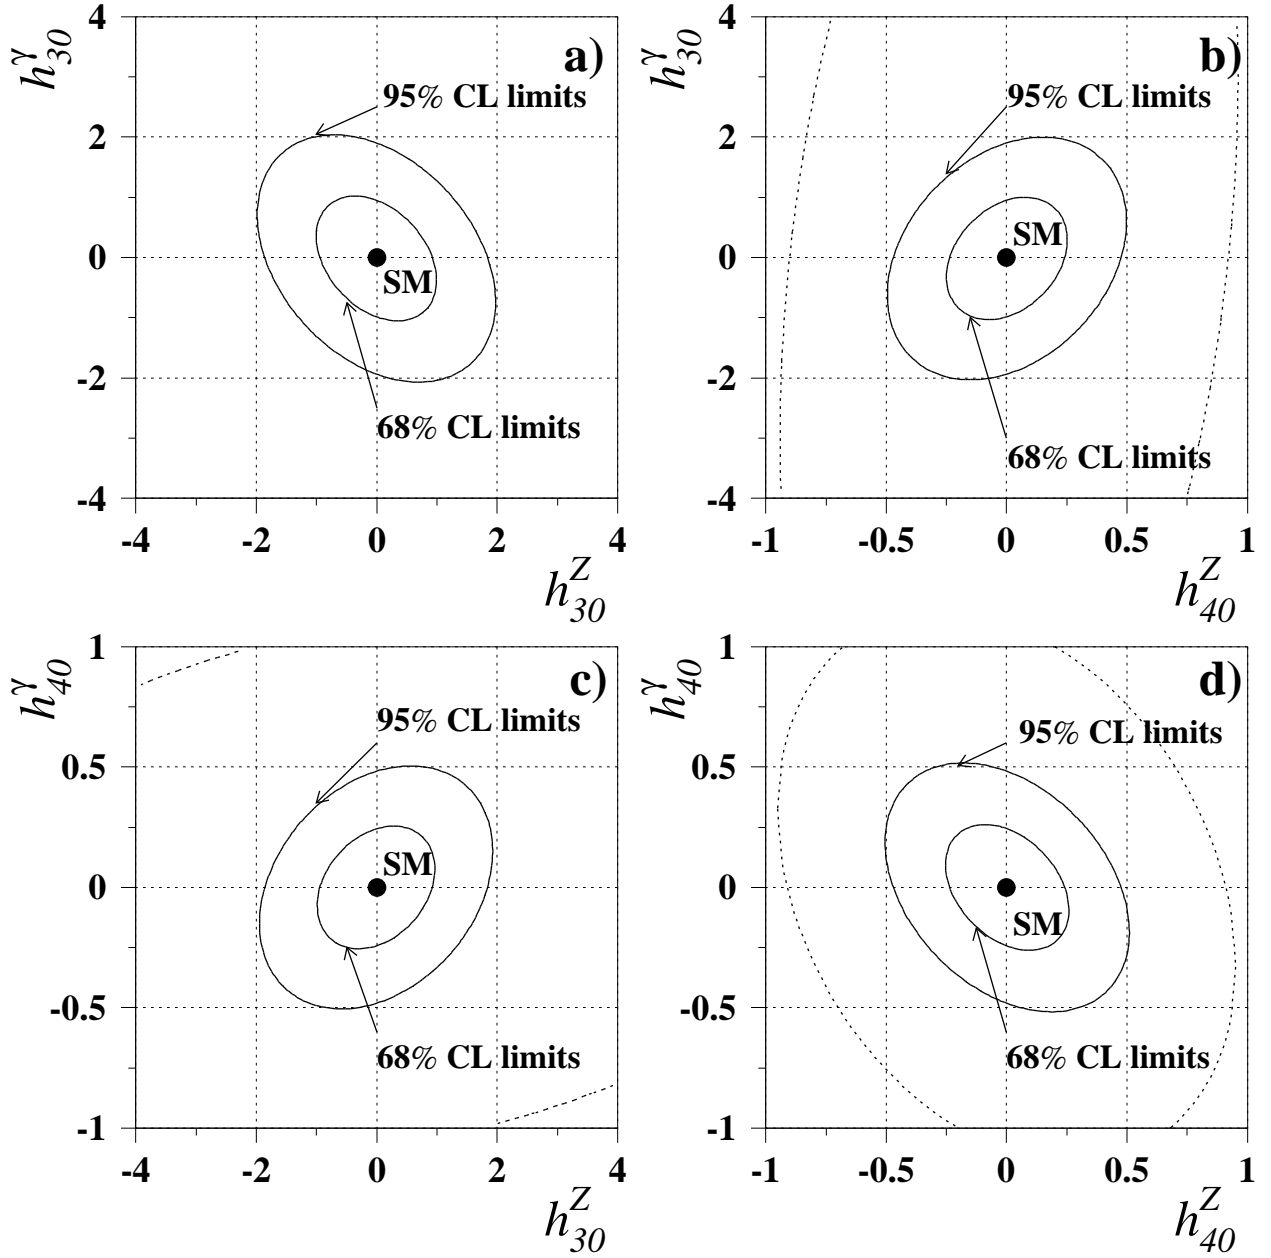 a)
h^γ_30
95% CL limits
SM
68% CL limits
4
2
0
-2
-4
-4 -2 0 2 4
h^Z_30
b)
h^γ_30
95% CL limits
SM
68% CL limits
4
2
0
-2
-4
-1 -0.5 0 0.5 1
h^Z_40
c)
h^γ_40
95% CL limits
SM
68% CL limits
1
0.5
0
-0.5
-1
-4 -2 0 2 4
h^Z_30
d)
h^γ_40
95% CL limits
SM
68% CL limits
1
0.5
0
-0.5
-1
-1 -0.5 0 0.5 1
h^Z_40